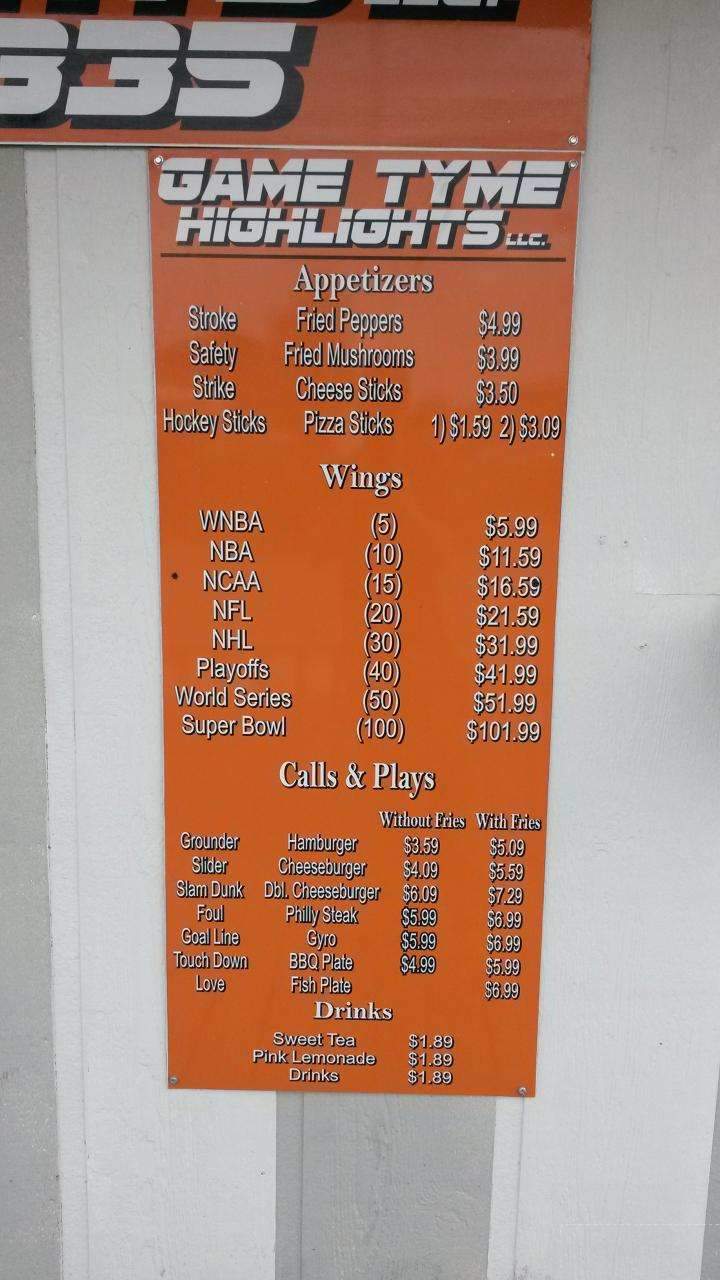 335
GAME TYME
HIGHLIGHTS LLC.
Appetizers
Stroke Fried Peppers $4.99
Safety Fried Mushrooms $3.99
Strike Cheese Sticks $3.50
Hockey Sticks Pizza Sticks 1) $1.59 2) $3.09
Wings
WNBA (5) $5.99
NBA (10) $11.59
NCAA (15) $16.59
NFL (20) $21.59
NHL (30) $31.99
Playoffs (40) $41.99
World Series (50) $51.99
Super Bowl (100) $101.99
Calls & Plays
Without Fries With Fries
Grounder Hamburger $3.59 $5.09
Slider Cheeseburger $4.09 $5.59
Slam Dunk Dbl. Cheeseburger $6.09 $7.29
Foul Philly Steak $5.99 $6.99
Goal Line Gyro $5.99 $6.99
Touch Down BBQ Plate $4.99 $5.99
Love Fish Plate $6.99
Drinks
Sweet Tea $1.89
Pink Lemonade $1.89
Drinks $1.89